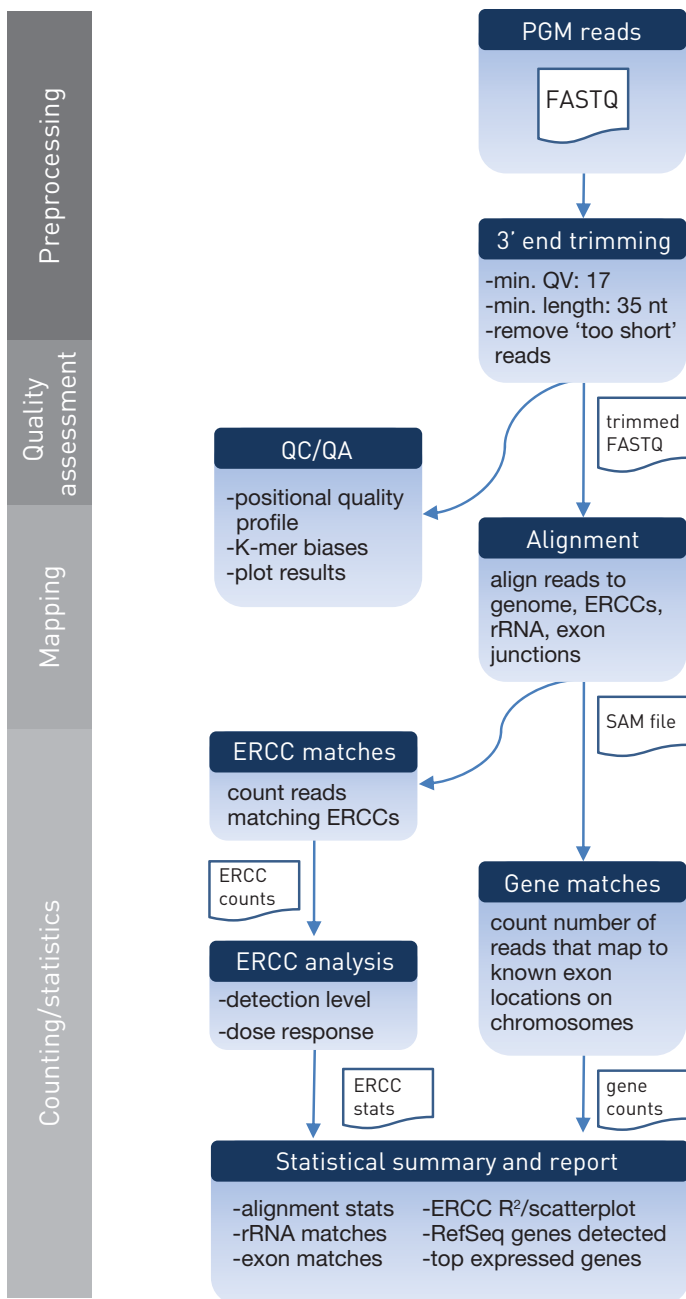 Preprocessing
Quality
assessment
Mapping
Counting/statistics
PGM reads
FASTQ
3' end trimming
-min. QV: 17
-min. length: 35 nt
-remove ‘too short’
reads
trimmed
FASTQ
QC/QA
-positional quality
profile
-K-mer biases
-plot results
Alignment
align reads to
genome, ERCCs,
rRNA, exon
junctions
SAM file
ERCC matches
count reads
matching ERCCs
ERCC
counts
Gene matches
count number of
reads that map to
known exon
locations on
chromosomes
ERCC analysis
-detection level
-dose response
ERCC
stats
gene
counts
Statistical summary and report
-alignment stats
-rRNA matches
-exon matches
-ERCC R²/scatterplot
-RefSeq genes detected
-top expressed genes